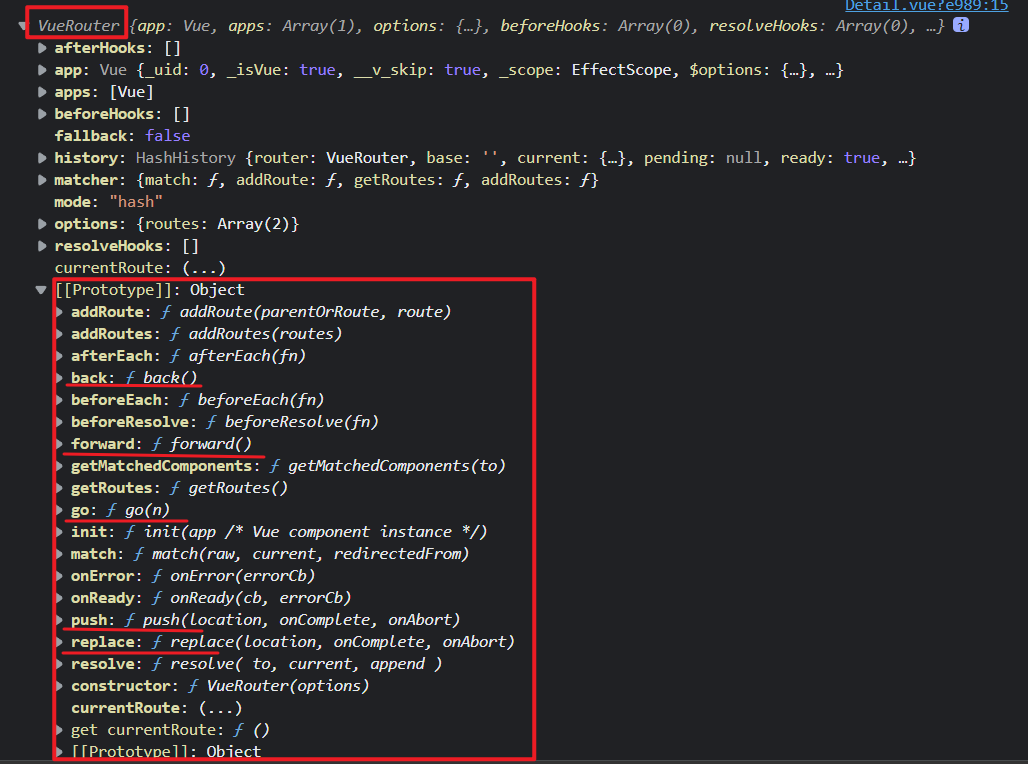 Detail.vue?e989:15
VueRouter {app: Vue, apps: Array(1), options: {…}, beforeHooks: Array(0), resolveHooks: Array(0), …} i
afterHooks: []
app: Vue {_uid: 0, _isVue: true, __v_skip: true, _scope: EffectScope, $options: {…}, …}
apps: [Vue]
beforeHooks: []
fallback: false
history: HashHistory {router: VueRouter, base: '', current: {…}, pending: null, ready: true, …}
matcher: {match: ƒ, addRoute: ƒ, getRoutes: ƒ, addRoutes: ƒ}
mode: "hash"
options: {routes: Array(2)}
resolveHooks: []
currentRoute: (...)
[[Prototype]]: Object
addRoute: ƒ addRoute(parentOrRoute, route)
addRoutes: ƒ addRoutes(routes)
afterEach: ƒ afterEach(fn)
back: ƒ back()
beforeEach: ƒ beforeEach(fn)
beforeResolve: ƒ beforeResolve(fn)
forward: ƒ forward()
getMatchedComponents: ƒ getMatchedComponents(to)
getRoutes: ƒ getRoutes()
go: ƒ go(n)
init: ƒ init(app /* Vue component instance */)
match: ƒ match(raw, current, redirectedFrom)
onError: ƒ onError(errorCb)
onReady: ƒ onReady(cb, errorCb)
push: ƒ push(location, onComplete, onAbort)
replace: ƒ replace(location, onComplete, onAbort)
resolve: ƒ resolve( to, current, append )
constructor: ƒ VueRouter(options)
currentRoute: (...)
get currentRoute: ƒ ()
[[Prototype]]: Object